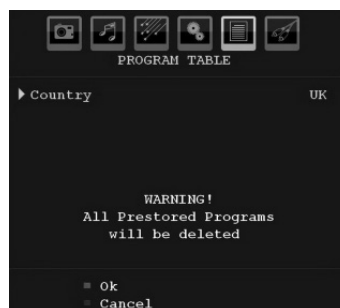 PROGRAM TABLE
Country UK
WARNING!
All Prestored Programs
will be deleted
Ok
Cancel